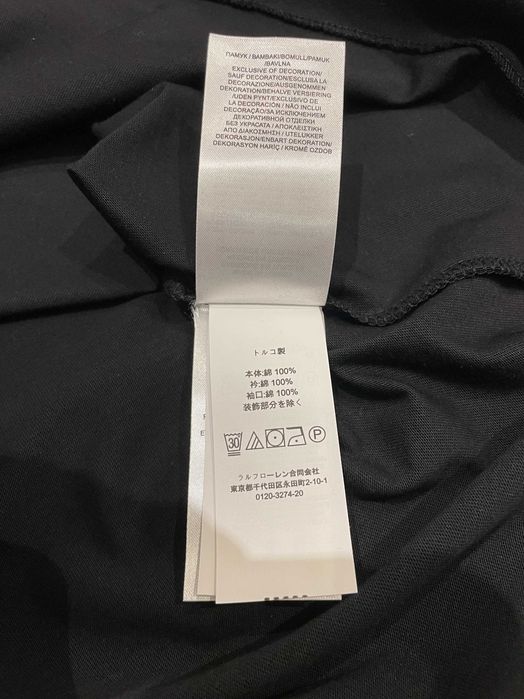 ПАМУК / BAMBAKI/BOMULL/PAMUK
/BAVLNA
EXCLUSIVE OF DECORATION/
SAUF DECORATION/ESCLUSA LA
DECORAZIONE/AUSGENOMMEN
DEKORATION/BEHALVE VERSIERING
/UDEN PYNT/EXCLUSIVO DE
LA DECORACIÓN / NÃO INCLUI
DECORAÇÃO/ЗА ИСКЛЮЧЕНИЕМ
ДЕКОРАТИВНОЙ ОТДЕЛКИ
БЕЗ УКРАСАТА / ΑΠΟΚΛΕΙΣΤΙΚΗ
ΑΠΟ ΔΙΑΚΟΣΜΗΣΗ / UTELUKKER
DEKORASJON/ENBART DEKORATION/
DEKORASYON HARİÇ / KROMĚ OZDOB
トルコ製
本体:綿 100%
衿:綿 100%
袖口:綿 100%
装飾部分を除く
30
P
ラルフローレン合同会社
東京都千代田区永田町2-10-1
0120-3274-20